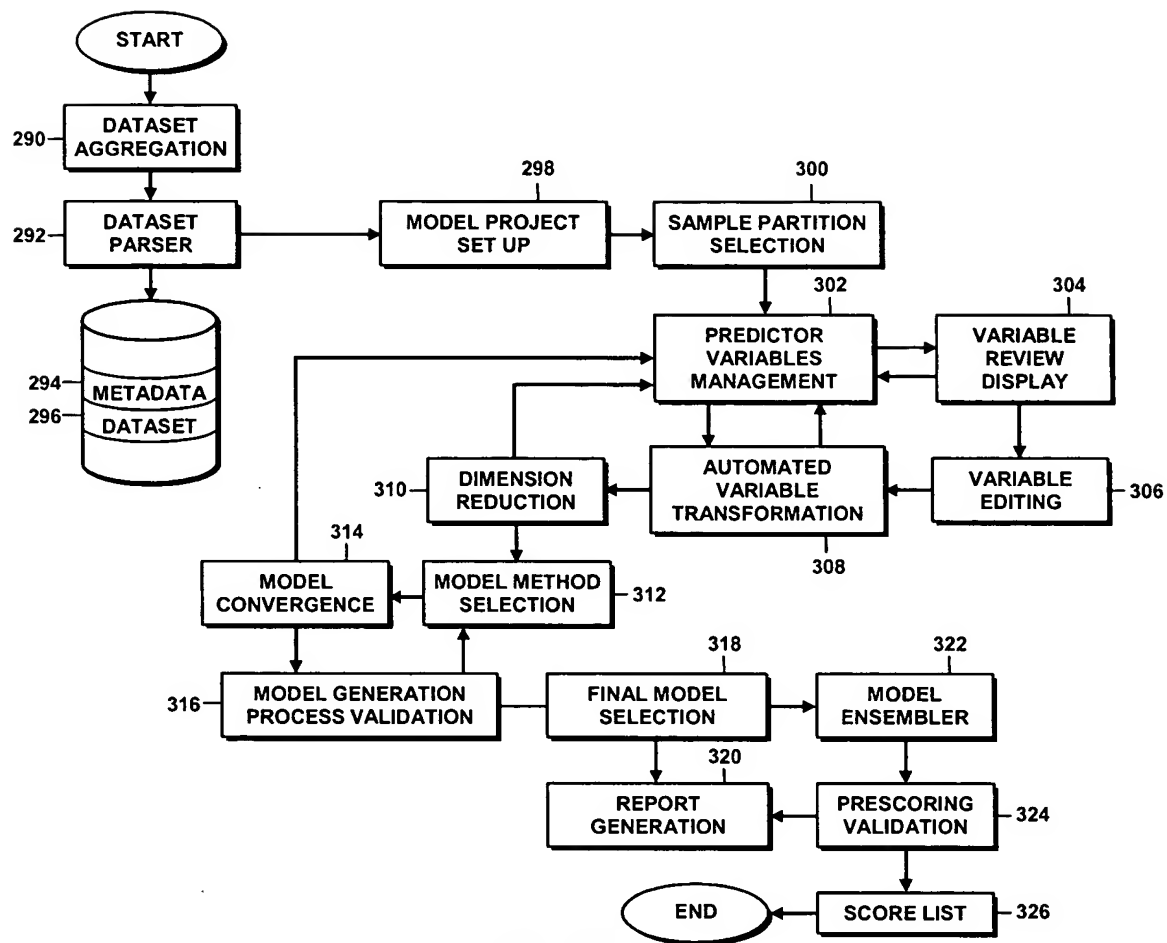 START
290
DATASET
AGGREGATION
292
DATASET
PARSER
298
MODEL PROJECT
SET UP
300
SAMPLE PARTITION
SELECTION
294
METADATA
296
DATASET
302
PREDICTOR
VARIABLES
MANAGEMENT
304
VARIABLE
REVIEW
DISPLAY
310
DIMENSION
REDUCTION
AUTOMATED
VARIABLE
TRANSFORMATION
308
VARIABLE
EDITING
306
314
MODEL
CONVERGENCE
MODEL METHOD
SELECTION
312
316
MODEL GENERATION
PROCESS VALIDATION
318
FINAL MODEL
SELECTION
322
MODEL
ENSEMBLER
320
REPORT
GENERATION
PRESCORING
VALIDATION
324
END
SCORE LIST
326